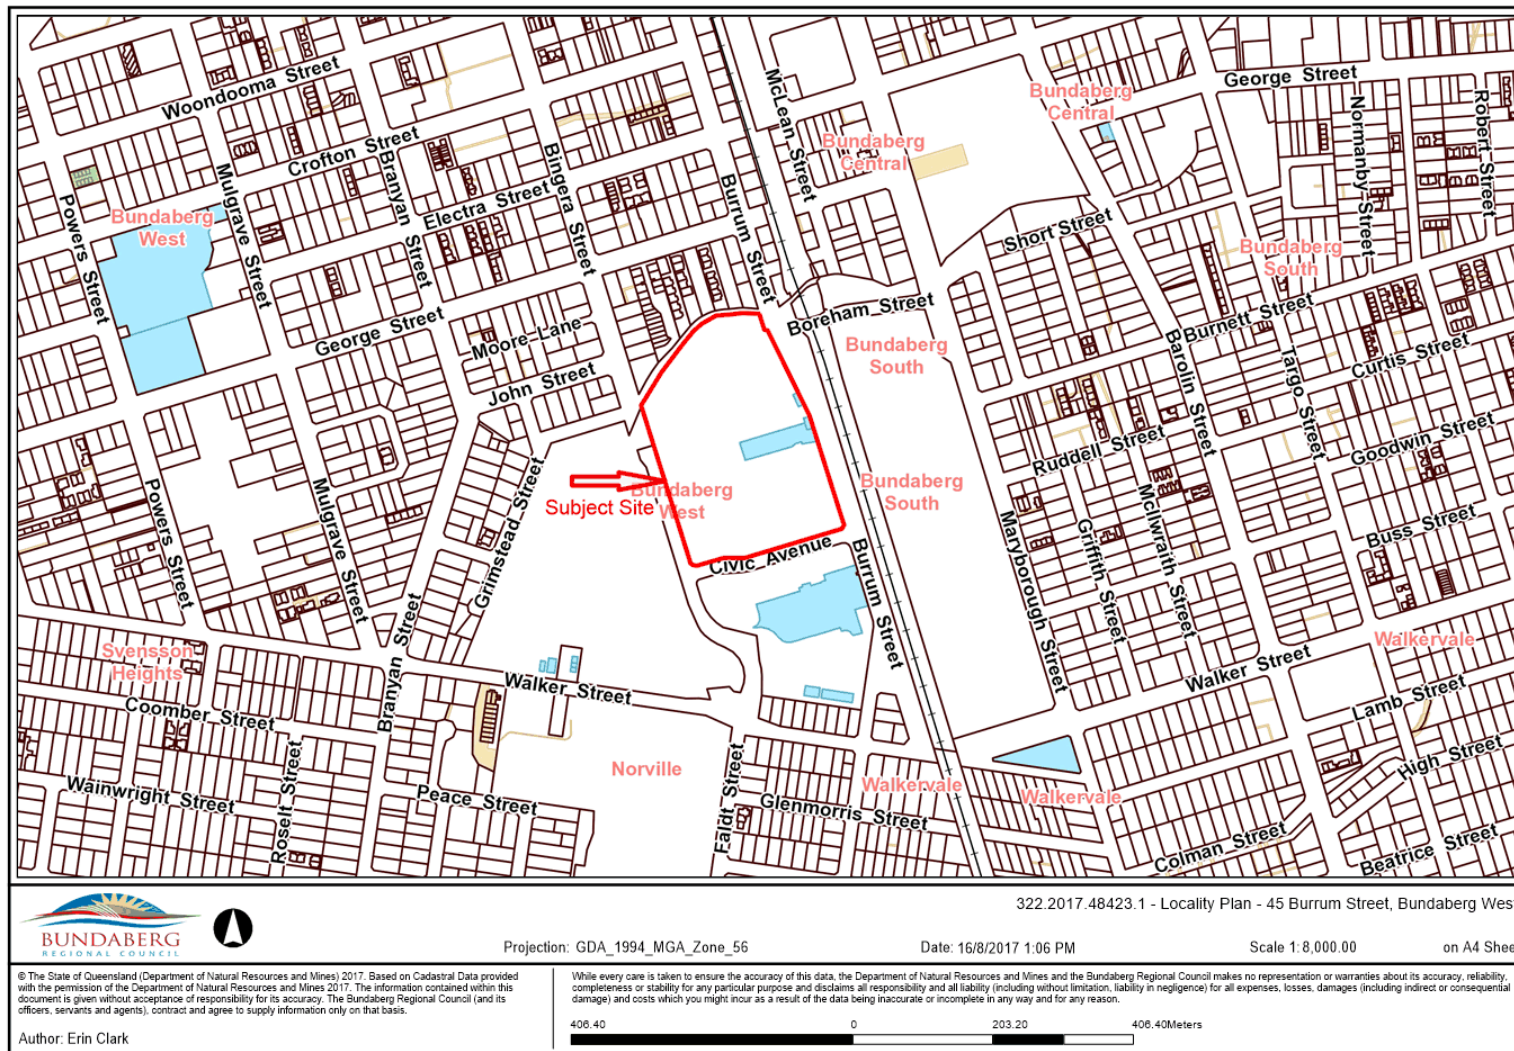 George Street
McLean Street
Woondooma Street
Bundaberg
Central
Normanby Street
Robert Street
Bundaberg
Central
Crofton Street
Mulgrave Street
Branyan Street
Bingera Street
Burrum Street
Electra Street
Powers Street
Bundaberg
West
Short Street
Bundaberg
South
George Street
Moore Lane
John Street
Boreham Street
Bundaberg
South
Burnett Street
Barolin Street
Targo Street
Curtis Street
Goodwin Street
Ruddell Street
Powers Street
Mulgrave Street
Grimstead Street
Subject Site
Bundaberg
West
Bundaberg
South
Maryborough Street
Griffith Street
McIlwraith Street
Buss Street
Civic Avenue
Burrum Street
Svensson
Heights
Branyan Street
Walker Street
Walker Street
Walkervale
Lamb Street
High Street
Coomber Street
Wainwright Street
Roselt Street
Peace Street
Norville
Faldt Street
Glenmorris Street
Walkervale
Walkervale
Colman Street
Beatrice Street
BUNDABERG
REGIONAL COUNCIL
322.2017.48423.1 - Locality Plan - 45 Burrum Street, Bundaberg West
Projection: GDA_1994_MGA_Zone_56
Date: 16/8/2017 1:06 PM
Scale 1: 8,000.00
on A4 Shee
© The State of Queensland (Department of Natural Resources and Mines) 2017. Based on Cadastral Data provided
with the permission of the Department of Natural Resources and Mines 2017. The information contained within this
document is given without acceptance of responsibility for its accuracy. The Bundaberg Regional Council (and its
officers, servants and agents), contract and agree to supply information only on that basis.
Author: Erin Clark
While every care is taken to ensure the accuracy of this data, the Department of Natural Resources and Mines and the Bundaberg Regional Council makes no representation or warranties about its accuracy, reliability,
completeness or stability for any particular purpose and disclaims all responsibility and all liability (including without limitation, liability in negligence) for all expenses, losses, damages (including indirect or consequential
damage) and costs which you might incur as a result of the data being inaccurate or incomplete in any way and for any reason.
406.40
0
203.20
406.40Meters